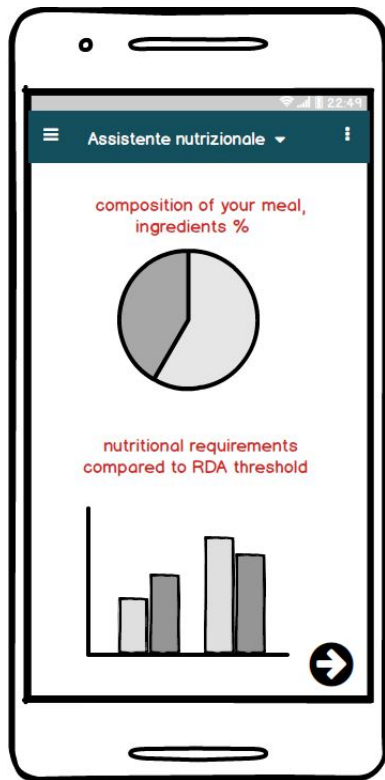 22:49
Assistente nutrizionale
composition of your meal,
ingredients %
nutritional requirements
compared to RDA threshold